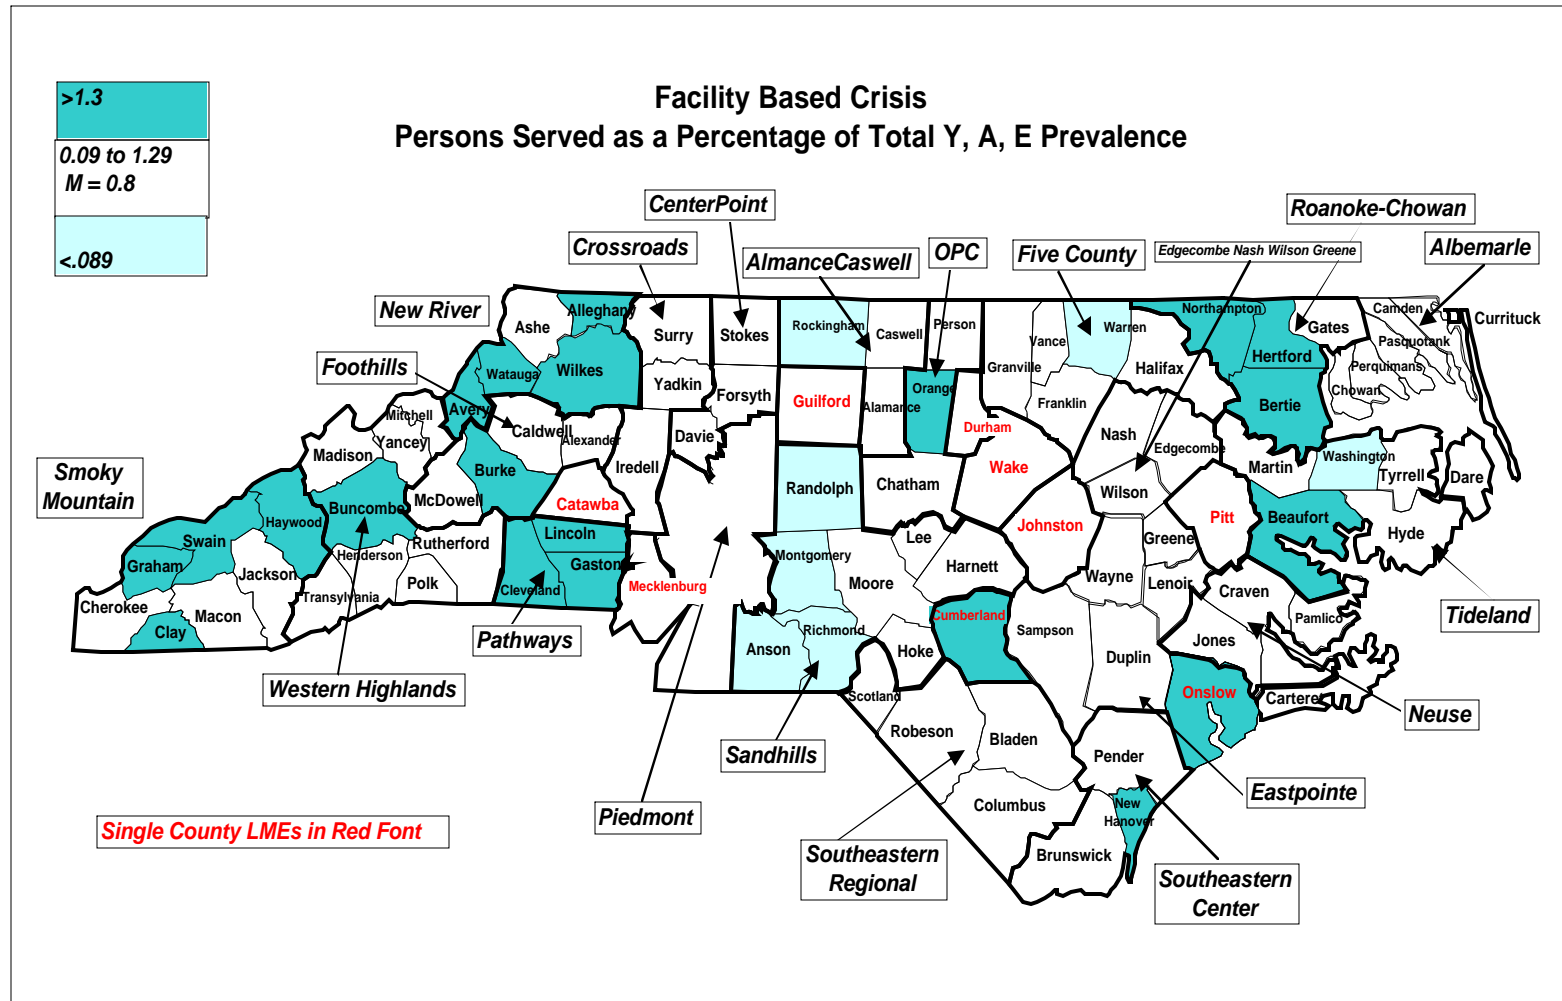 >1.3
0.09 to 1.29
M = 0.8
<.089
Facility Based Crisis
Persons Served as a Percentage of Total Y, A, E Prevalence
CenterPoint
Roanoke-Chowan
Crossroads
AlmanceCaswell
OPC
Five County
Edgecombe Nash Wilson Greene
Albemarle
New River
Foothills
Smoky
Mountain
Alleghany
Ashe
Surry
Stokes
Rockingham
Caswell
Person
Vance
Warren
Northampton
Gates
Camden
Currituck
Pasquotank
Perquimans
Chowan
Hertford
Halifax
Granville
Watauga
Wilkes
Yadkin
Forsyth
Guilford
Alamance
Orange
Durham
Franklin
Bertie
Mitchell
Avery
Caldwell
Alexander
Davie
Nash
Edgecombe
Yancey
Madison
Iredell
Wake
Martin
Washington
Tyrrell
Dare
Burke
McDowell
Catawba
Randolph
Chatham
Wilson
Pitt
Beaufort
Hyde
Buncombe
Haywood
Swain
Graham
Rutherford
Henderson
Lincoln
Gaston
Cleveland
Johnston
Lee
Greene
Jackson
Transylvania
Polk
Mecklenburg
Montgomery
Moore
Harnett
Wayne
Lenoir
Craven
Pamlico
Cherokee
Macon
Clay
Richmond
Anson
Hoke
Cumberland
Sampson
Duplin
Jones
Onslow
Carteret
Scotland
Robeson
Bladen
Pender
Columbus
New
Hanover
Brunswick
Pathways
Western Highlands
Tideland
Neuse
Sandhills
Eastpointe
Piedmont
Single County LMEs in Red Font
Southeastern
Regional
Southeastern
Center